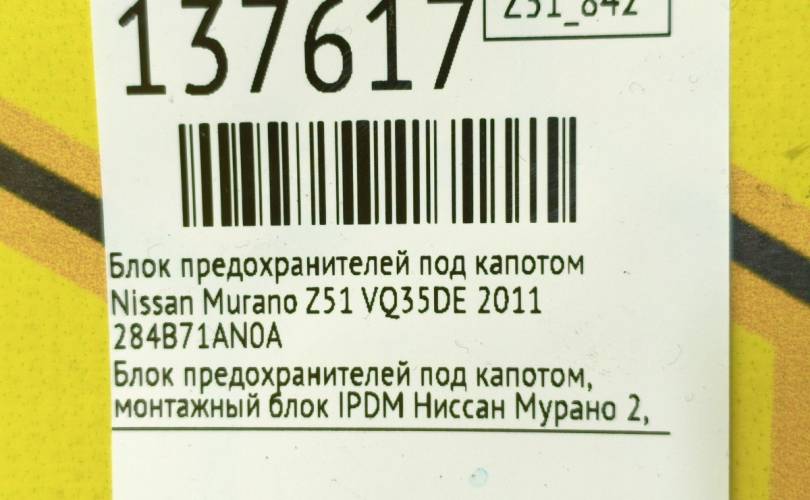 137617
Z51_842
Блок предохранителей под капотом
Nissan Murano Z51 VQ35DE 2011
284B71AN0A
Блок предохранителей под капотом,
монтажный блок IPDM Ниссан Мурано 2,